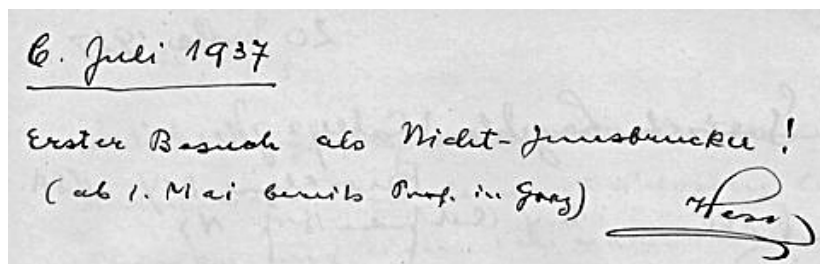 6. Juli 1937
Erster Besuch als Nicht-Innsbrucker!
(ab 1. Mai bereits Prof. in Graz) Hess